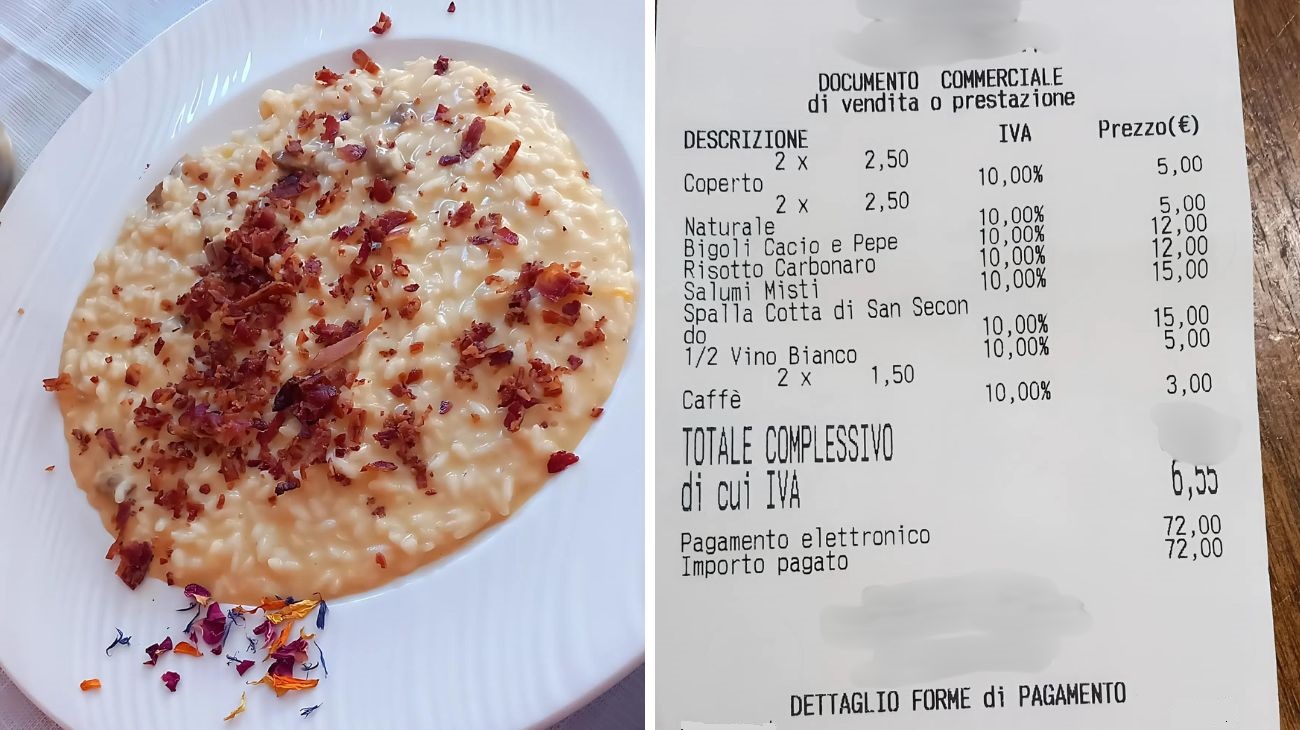 DOCUMENTO COMMERCIALE
di vendita o prestazione
DESCRIZIONE IVA Prezzo(€)
2 x 2,50
Coperto 10,00% 5,00
2 x 2,50
Naturale 10,00% 5,00
Bigoli Cacio e Pepe 10,00% 12,00
Risotto Carbonaro 10,00% 12,00
Salumi Misti 10,00% 15,00
Spalla Cotta di San Secon
do 10,00% 15,00
1/2 Vino Bianco 10,00% 5,00
2 x 1,50
Caffè 10,00% 3,00
TOTALE COMPLESSIVO
di cui IVA 6,55
Pagamento elettronico 72,00
Importo pagato 72,00
DETTAGLIO FORME di PAGAMENTO